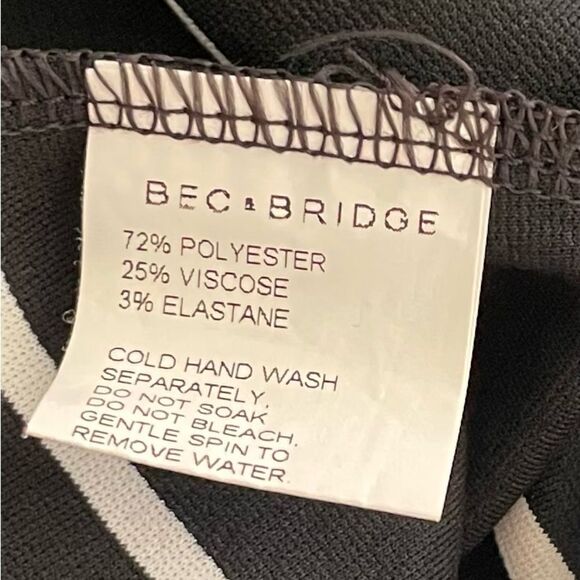 BEC & BRIDGE
72% POLYESTER
25% VISCOSE
3% ELASTANE
COLD HAND WASH
SEPARATELY,
DO NOT SOAK
DO NOT BLEACH.
GENTLE SPIN TO
REMOVE WATER.